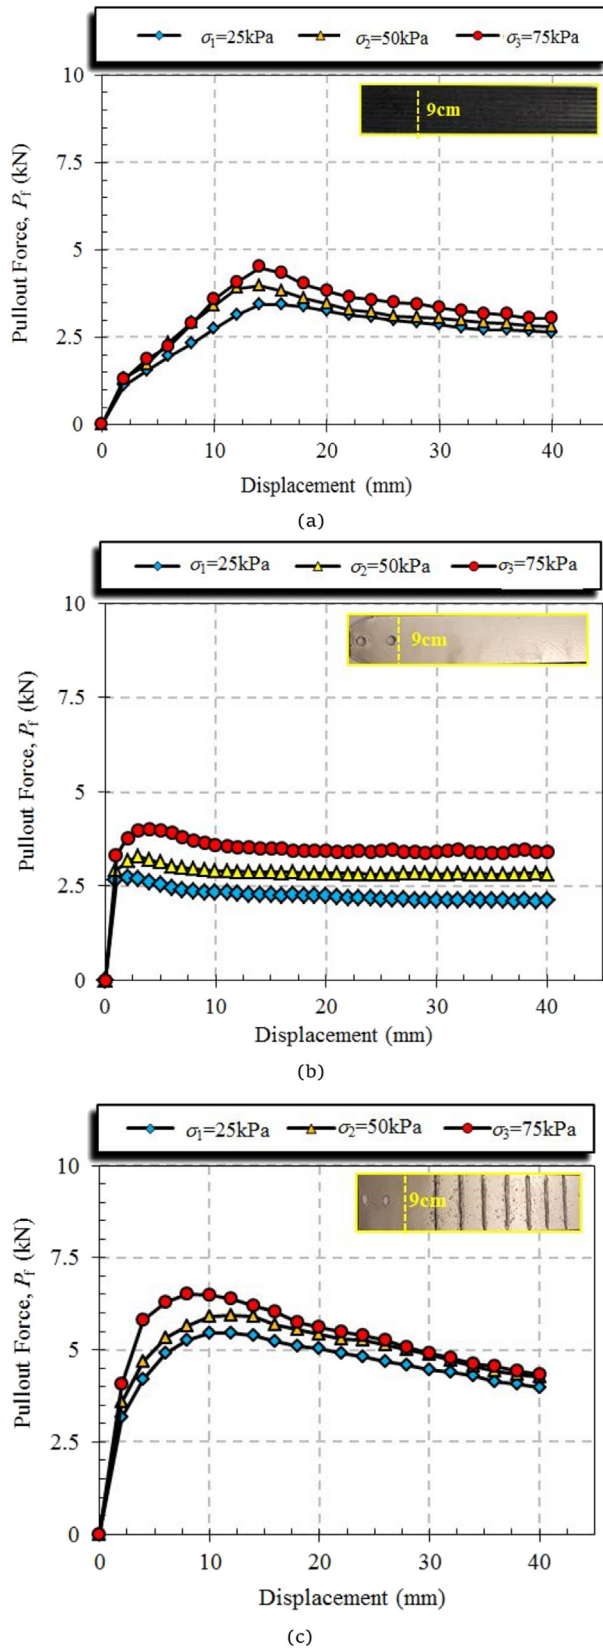 σ1=25kPa σ2=50kPa σ3=75kPa
10
9cm
7.5
5
2.5
0
Pullout Force, Pf (kN)
0 10 20 30 40
Displacement (mm)
(a)
σ1=25kPa σ2=50kPa σ3=75kPa
10
9cm
7.5
5
2.5
0
Pullout Force, Pf (kN)
0 10 20 30 40
Displacement (mm)
(b)
σ1=25kPa σ2=50kPa σ3=75kPa
10
9cm
7.5
5
2.5
0
Pullout Force, Pf (kN)
0 10 20 30 40
Displacement (mm)
(c)